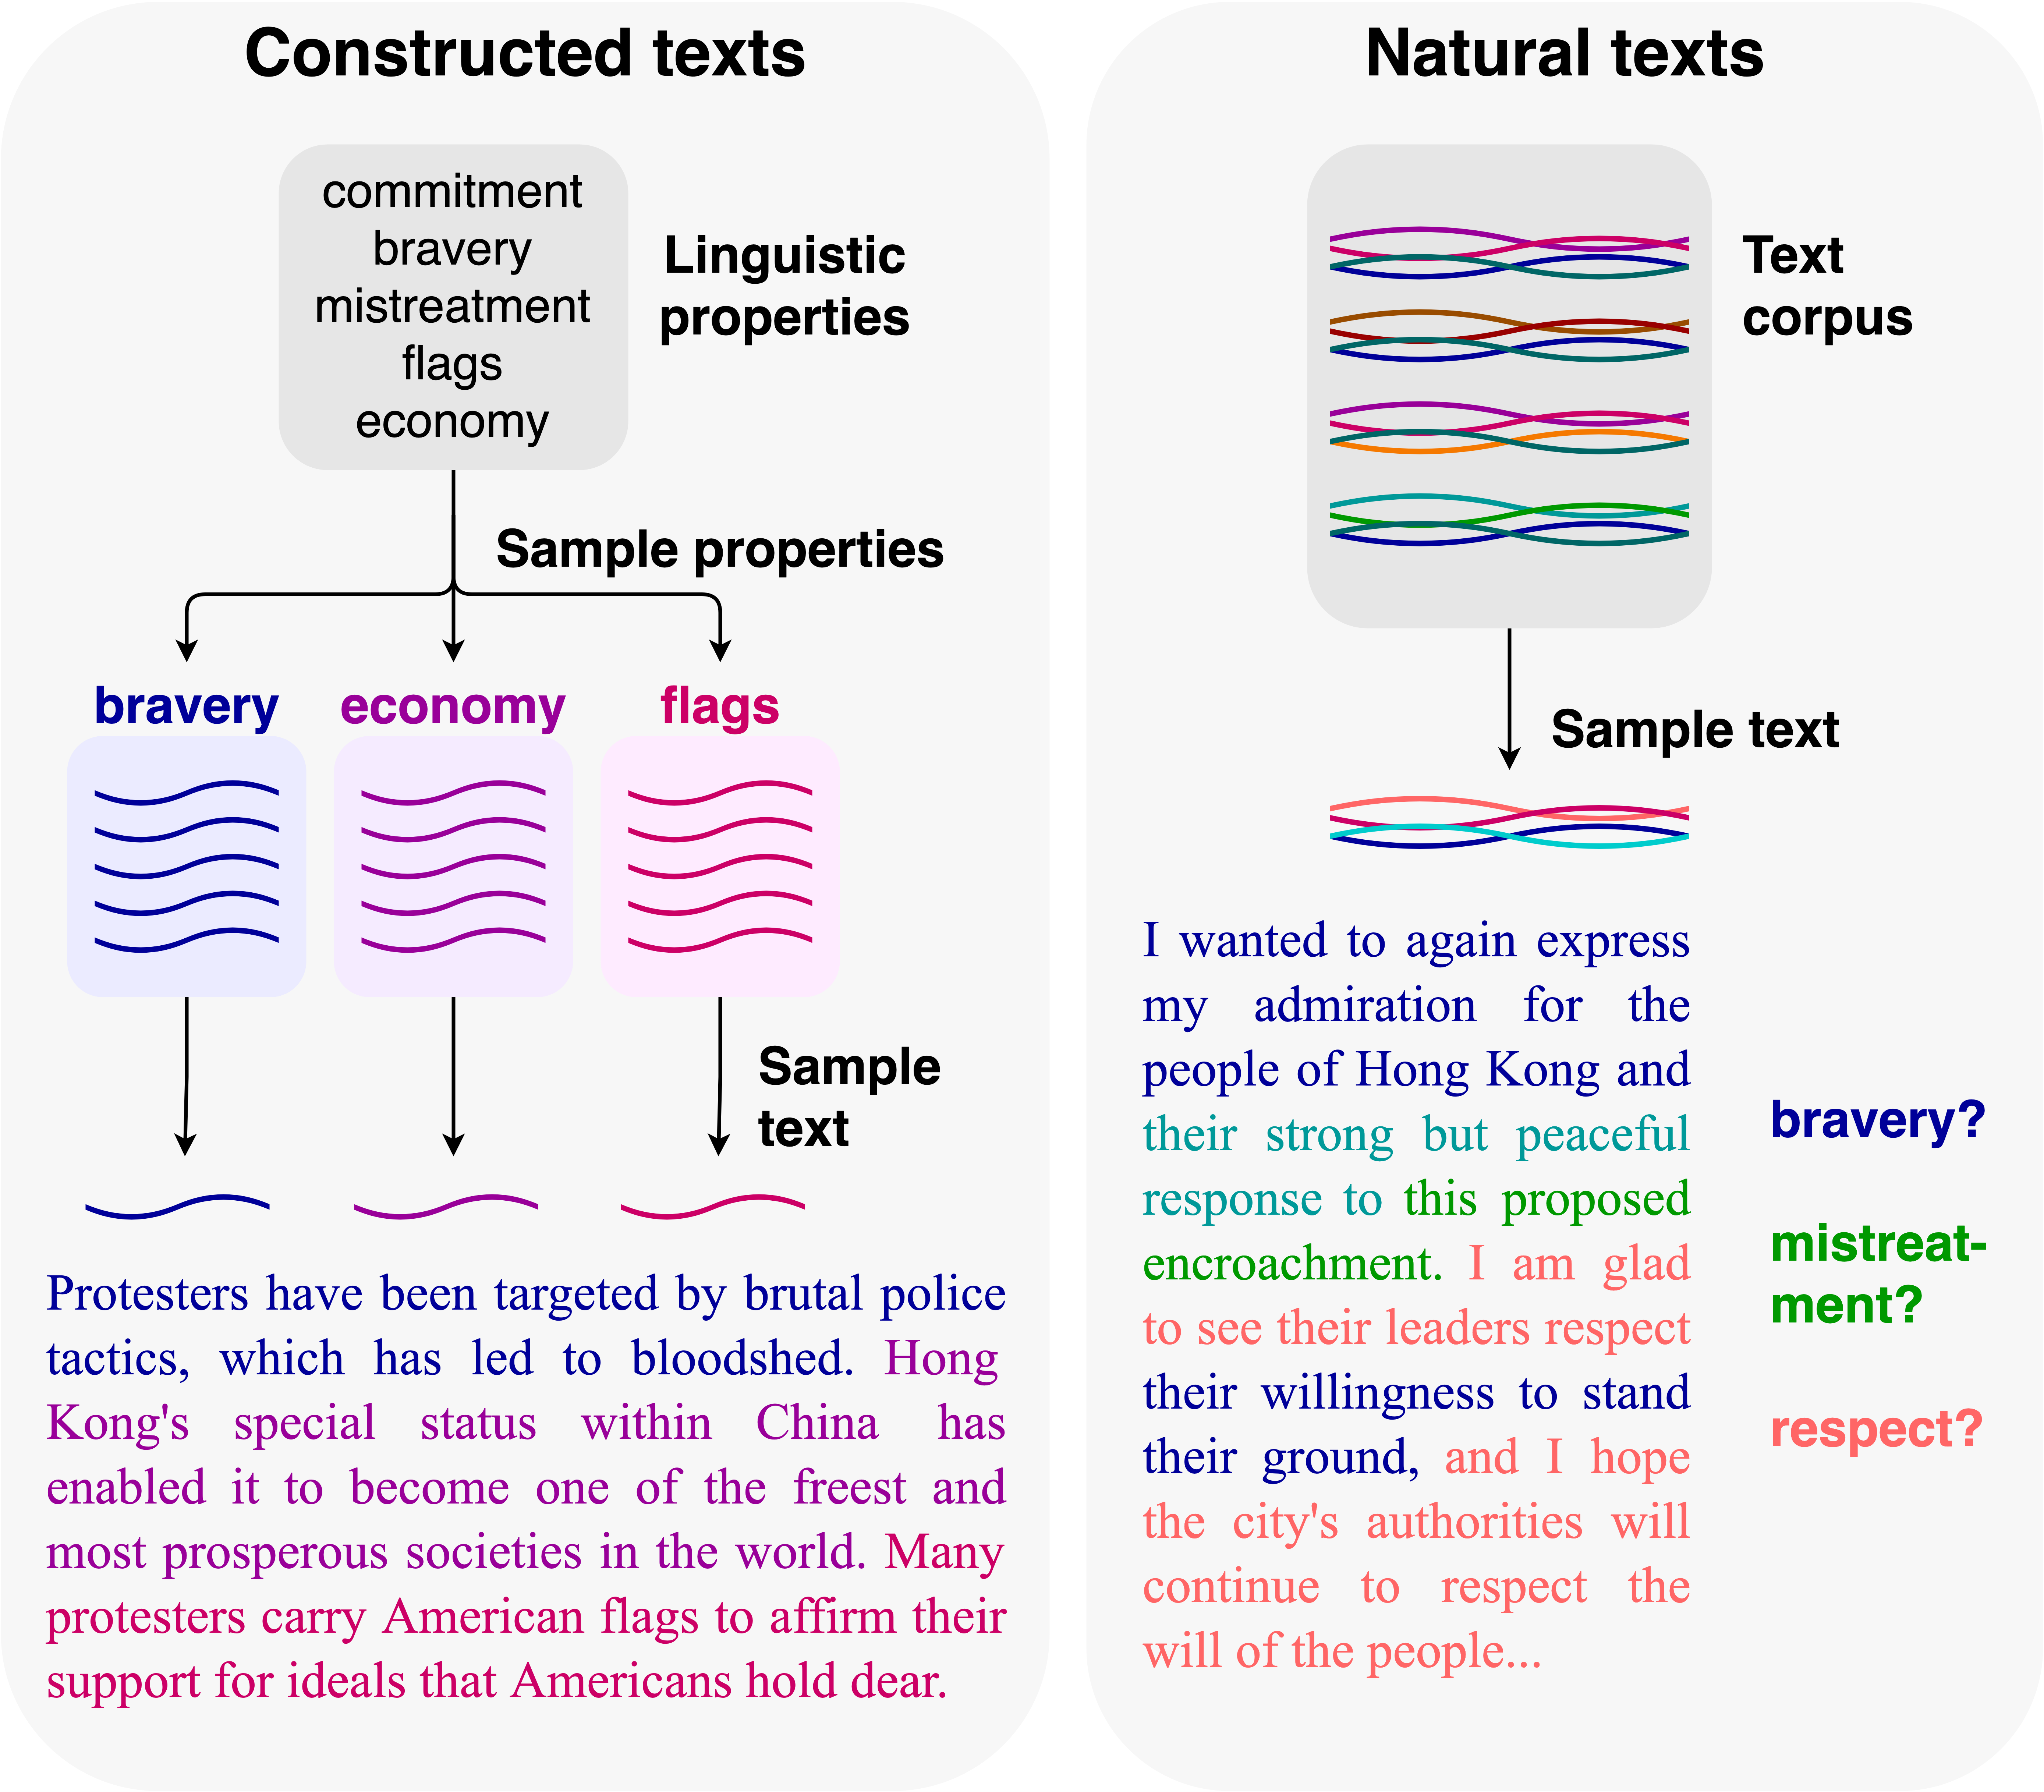 Constructed texts
commitment
bravery
mistreatment
flags
economy
Linguistic
properties
Sample properties
bravery
economy
flags
Sample
text
Protesters have been targeted by brutal police
tactics, which has led to bloodshed. Hong
Kong's special status within China has
enabled it to become one of the freest and
most prosperous societies in the world. Many
protesters carry American flags to affirm their
support for ideals that Americans hold dear.
Natural texts
Text
corpus
Sample text
I wanted to again express
my admiration for the
people of Hong Kong and
their strong but peaceful
response to this proposed
encroachment. I am glad
to see their leaders respect
their willingness to stand
their ground, and I hope
the city's authorities will
continue to respect the
will of the people...
bravery?
mistreat-
ment?
respect?